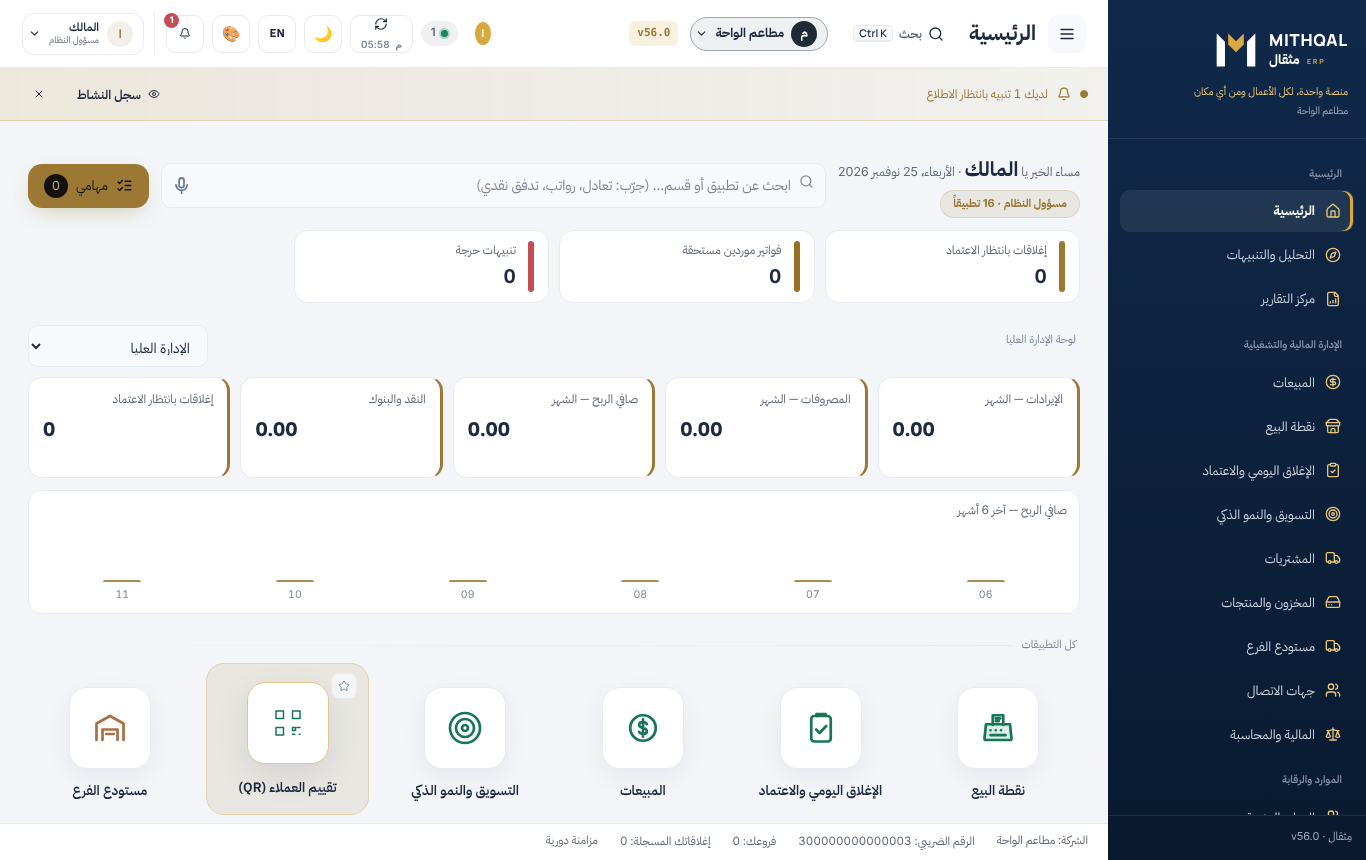 MITHQAL
مثقال ERP
منصة واحدة، لكل الأعمال ومن أي مكان
مطاعم الواحة
الرئيسية
الرئيسية
التحليل والتنبيهات
مركز التقارير
الإدارة المالية والتشغيلية
المبيعات
نقطة البيع
الإغلاق اليومي والاعتماد
التسويق والنمو الذكي
المشتريات
المخزون والمنتجات
مستودع الفرع
جهات الاتصال
المالية والمحاسبة
الموارد والرقابة
مثقال · v56.0
الرئيسية
بحث Ctrl K
م مطاعم الواحة
v56.0
ا
1
05:58 م
🌙
EN
🎨
1
ا المالك
مسؤول النظام
لديك 1 تنبيه بانتظار الاطلاع
سجل النشاط
×
مساء الخير يا المالك · الأربعاء، 25 نوفمبر 2026
مسؤول النظام · 16 تطبيقاً
ابحث عن تطبيق أو قسم... (جرّب: تعادل، رواتب، تدفق نقدي)
مهامي 0
إغلاقات بانتظار الاعتماد
0
فواتير موردين مستحقة
0
تنبيهات حرجة
0
لوحة الإدارة العليا
الإدارة العليا
الإيرادات — الشهر
0.00
المصروفات — الشهر
0.00
صافي الربح — الشهر
0.00
النقد والبنوك
0.00
إغلاقات بانتظار الاعتماد
0
صافي الربح — آخر 6 أشهر
06
07
08
09
10
11
كل التطبيقات
نقطة البيع
الإغلاق اليومي والاعتماد
المبيعات
التسويق والنمو الذكي
تقييم العملاء (QR)
مستودع الفرع
الشركة: مطاعم الواحة
الرقم الضريبي: 300000000000003
فروعك: 0
إغلاقاتك المسجلة: 0
مزامنة دورية